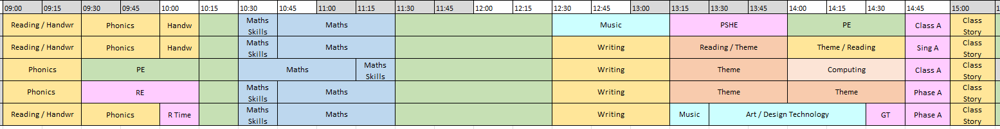 09:00 09:15 09:30 09:45 10:00 10:15 10:30 10:45 11:00 11:15 11:30 11:45 12:00 12:15 12:30 12:45 13:00 13:15 13:30 13:45 14:00 14:15 14:30 14:45 15:00
Reading / Handwr Phonics Handw Maths Skills Maths Music PSHE PE Class A Class Story
Reading / Handwr Phonics Handw Maths Skills Maths Writing Reading / Theme Theme / Reading Sing A Class Story
Phonics PE Maths Maths Skills Writing Theme Computing Class A Class Story
Phonics RE Maths Skills Maths Writing Theme Theme Phase A Class Story
Reading / Handwr Phonics R Time Maths Skills Maths Writing Music Art / Design Technology GT Phase A Class Story